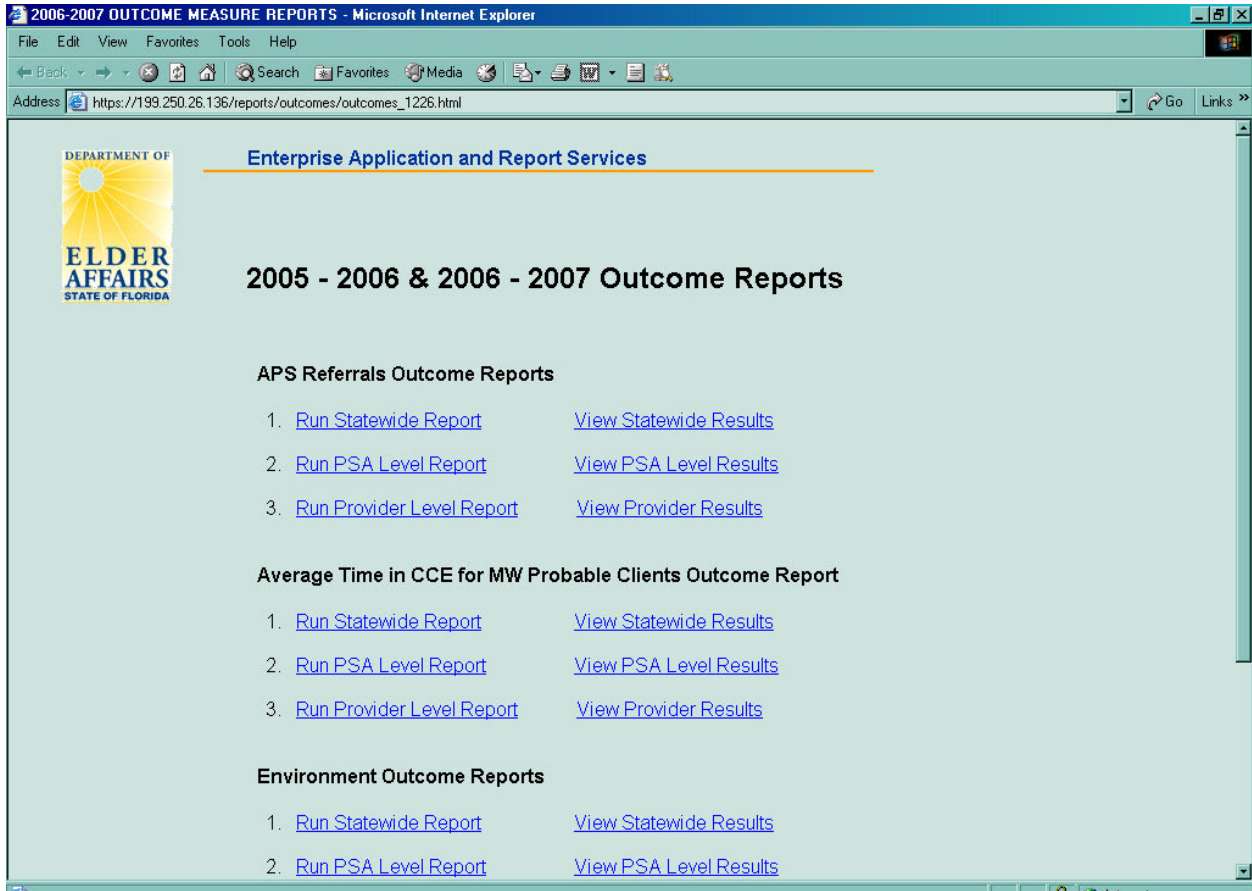 2006-2007 OUTCOME MEASURE REPORTS - Microsoft Internet Explorer
File Edit View Favorites Tools Help
Back Search Favorites Media
Address https://199.250.26.136/reports/outcomes/outcomes_1226.html Go Links »
DEPARTMENT OF
ELDER
AFFAIRS
STATE OF FLORIDA
Enterprise Application and Report Services
2005 - 2006 & 2006 - 2007 Outcome Reports
APS Referrals Outcome Reports
1. Run Statewide Report View Statewide Results
2. Run PSA Level Report View PSA Level Results
3. Run Provider Level Report View Provider Results
Average Time in CCE for MW Probable Clients Outcome Report
1. Run Statewide Report View Statewide Results
2. Run PSA Level Report View PSA Level Results
3. Run Provider Level Report View Provider Results
Environment Outcome Reports
1. Run Statewide Report View Statewide Results
2. Run PSA Level Report View PSA Level Results